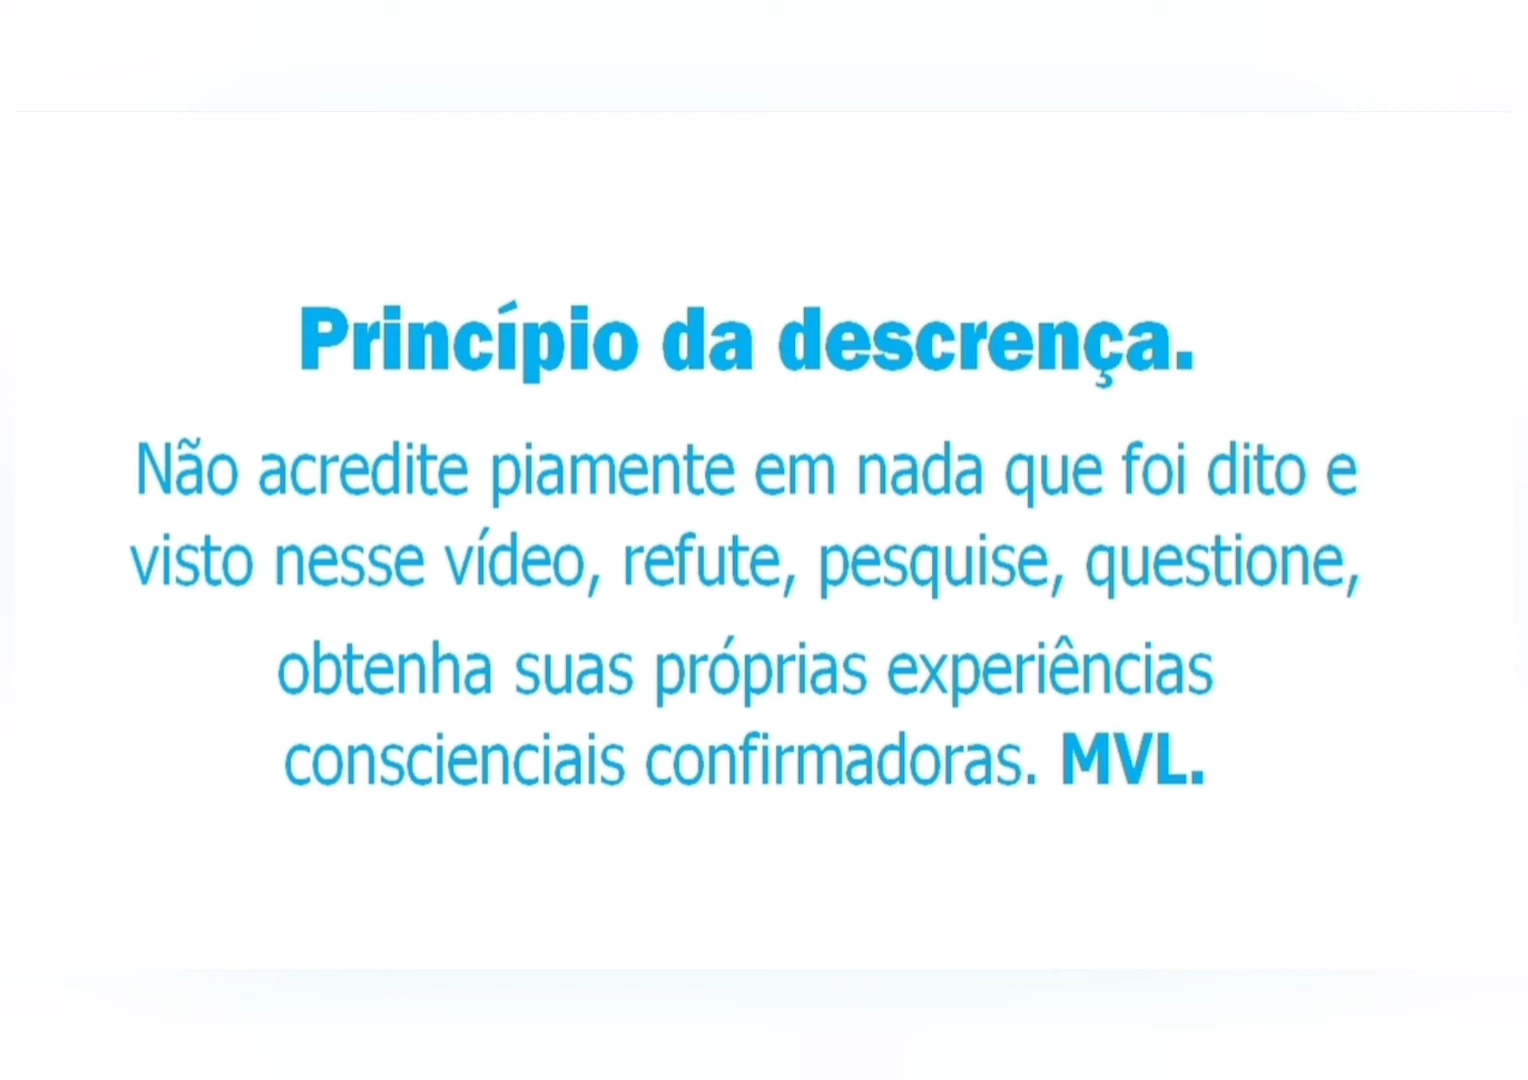 Princípio da descrença.
Não acredite piamente em nada que foi dito e
visto nesse vídeo, refute, pesquise, questione,
obtenha suas próprias experiências
conscienciais confirmadoras. MVL.